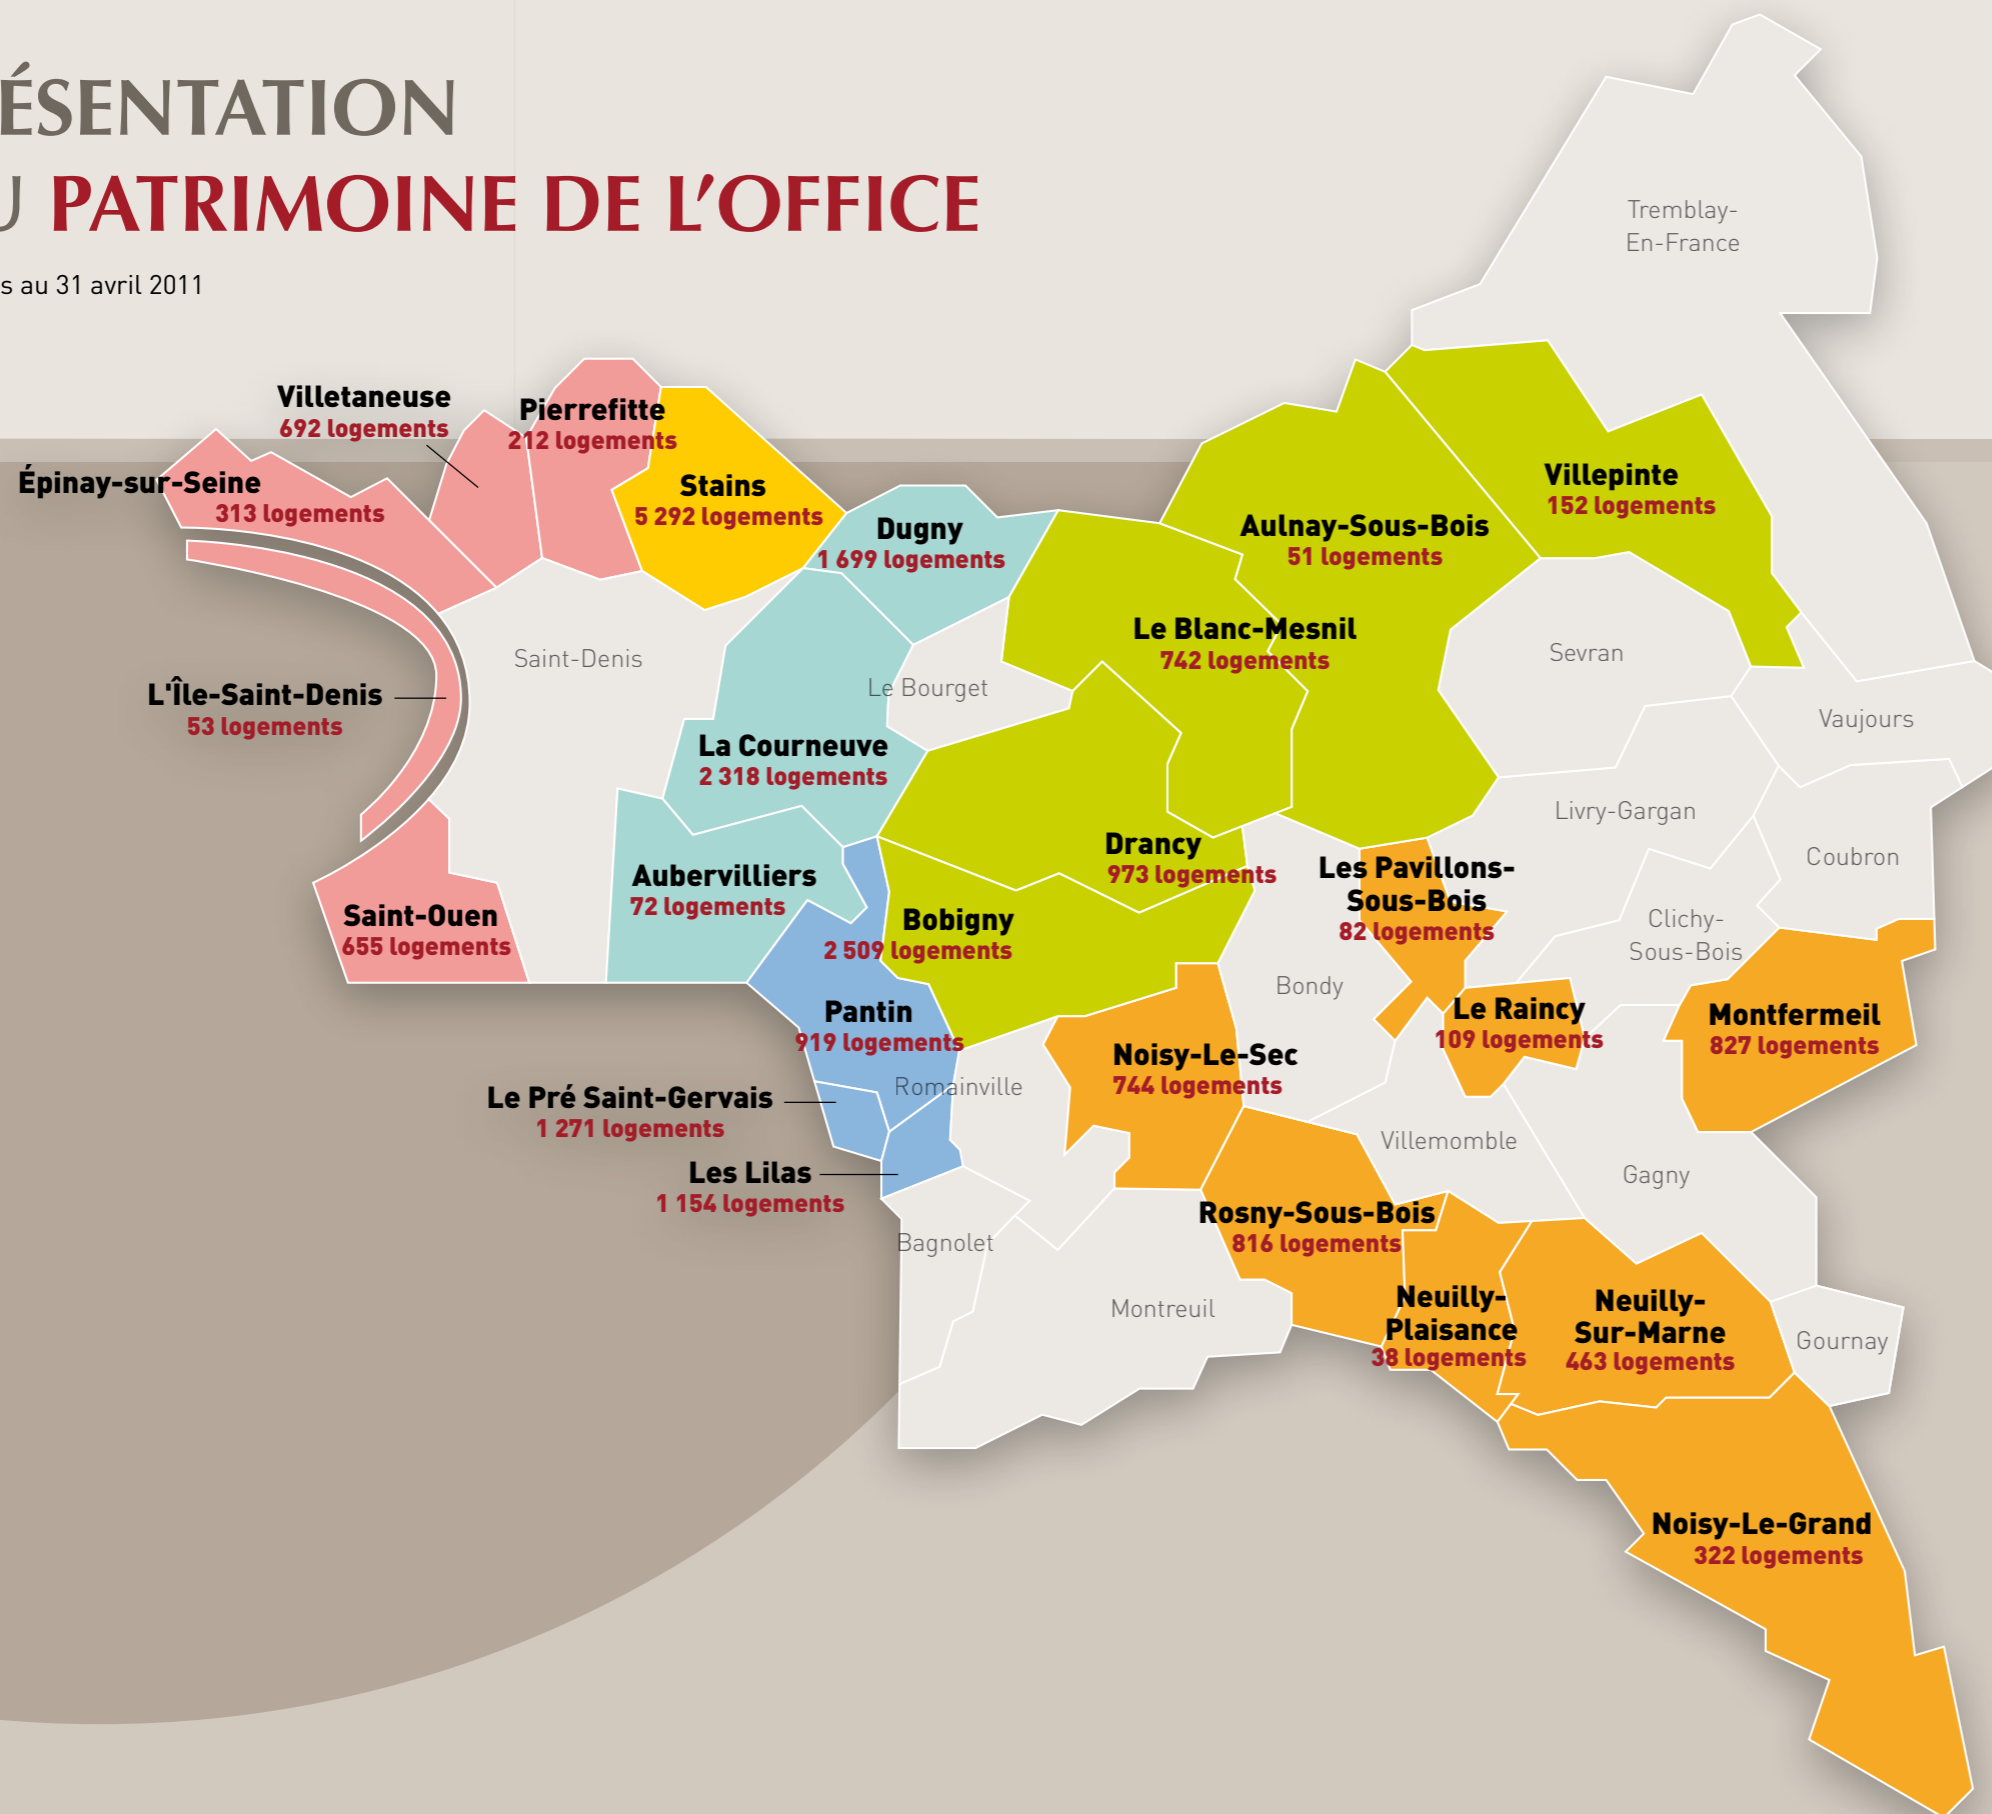 ÉSENTATION
U PATRIMOINE DE L’OFFICE
s au 31 avril 2011
Tremblay-
En-France
Villetaneuse
692 logements
Pierrefitte
212 logements
Épinay-sur-Seine
313 logements
Stains
5 292 logements
Dugny
1 699 logements
Aulnay-Sous-Bois
51 logements
Villepinte
152 logements
Le Blanc-Mesnil
742 logements
Sevran
Saint-Denis
Le Bourget
L'Île-Saint-Denis
53 logements
Vaujours
La Courneuve
2 318 logements
Livry-Gargan
Coubron
Drancy
973 logements
Les Pavillons-
Sous-Bois
82 logements
Aubervilliers
72 logements
Saint-Ouen
655 logements
Bobigny
2 509 logements
Clichy-
Sous-Bois
Bondy
Pantin
919 logements
Le Raincy
109 logements
Montfermeil
827 logements
Noisy-Le-Sec
744 logements
Romainville
Le Pré Saint-Gervais
1 271 logements
Villemomble
Gagny
Les Lilas
1 154 logements
Rosny-Sous-Bois
816 logements
Bagnolet
Montreuil
Neuilly-
Plaisance
38 logements
Neuilly-
Sur-Marne
463 logements
Gournay
Noisy-Le-Grand
322 logements